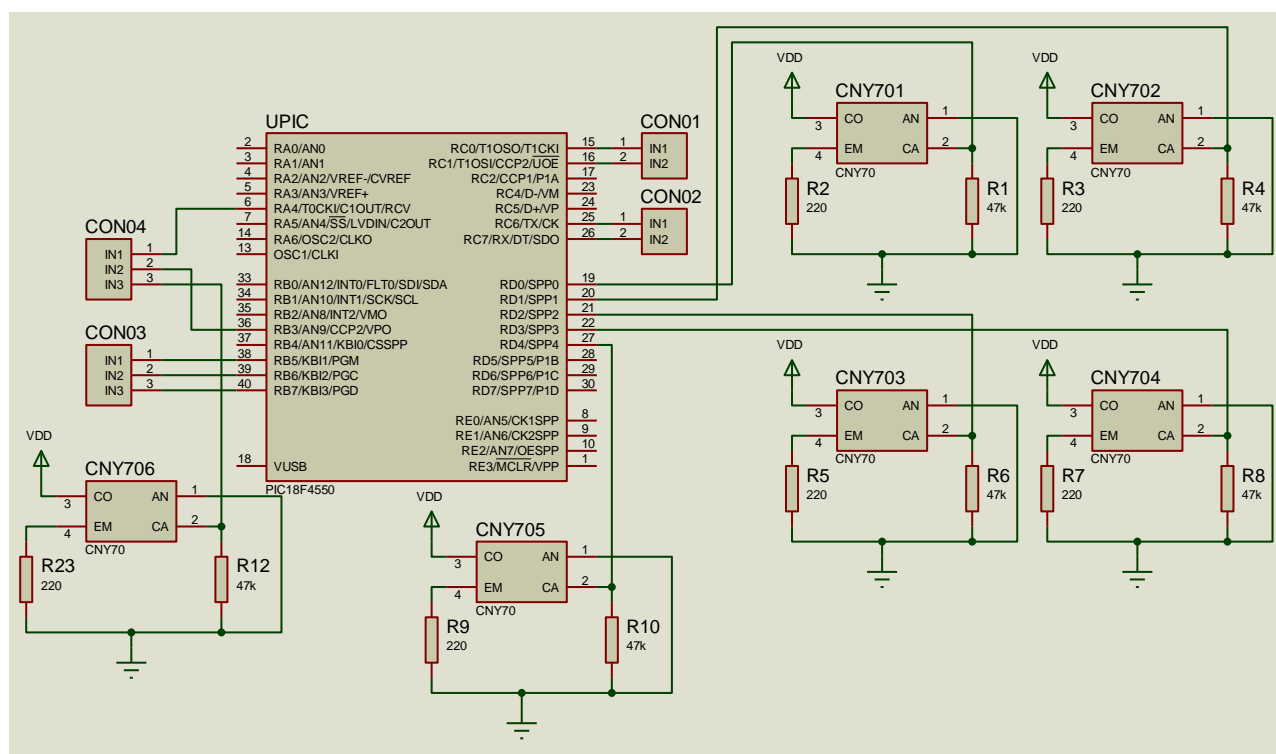 UPIC
2 RA0/AN0
3 RA1/AN1
4 RA2/AN2/VREF-/CVREF
5 RA3/AN3/VREF+
6 RA4/T0CKI/C1OUT/RCV
7 RA5/AN4/SS/LVDIN/C2OUT
14 RA6/OSC2/CLKO
13 OSC1/CLKI
33 RB0/AN12/INT0/FLT0/SDI/SDA
34 RB1/AN10/INT1/SCK/SCL
35 RB2/AN8/INT2/VMO
36 RB3/AN9/CCP2/VPO
37 RB4/AN11/KBI0/CSSPP
38 RB5/KBI1/PGM
39 RB6/KBI2/PGC
40 RB7/KBI3/PGD
18 VUSB
RC0/T1OSO/T1CKI 15
RC1/T1OSI/CCP2/UOE 16
RC2/CCP1/P1A 17
RC4/D-/VM 23
RC5/D+/VP 24
RC6/TX/CK 25
RC7/RX/DT/SDO 26
RD0/SPP0 19
RD1/SPP1 20
RD2/SPP2 21
RD3/SPP3 22
RD4/SPP4 27
RD5/SPP5/P1B 28
RD6/SPP6/P1C 29
RD7/SPP7/P1D 30
RE0/AN5/CK1SPP 8
RE1/AN6/CK2SPP 9
RE2/AN7/OESPP 10
RE3/MCLR/VPP 1
PIC18F4550
CON01
1 IN1
2 IN2
CON02
1 IN1
2 IN2
CON04
IN1 1
IN2 2
IN3 3
CON03
IN1 1
IN2 2
IN3 3
VDD
CNY701
3 CO AN 1
4 EM CA 2
CNY70
R2
220
R1
47k
VDD
CNY702
3 CO AN 1
4 EM CA 2
CNY70
R3
220
R4
47k
VDD
CNY703
3 CO AN 1
4 EM CA 2
CNY70
R5
220
R6
47k
VDD
CNY704
3 CO AN 1
4 EM CA 2
CNY70
R7
220
R8
47k
VDD
CNY706
3 CO AN 1
4 EM CA 2
CNY70
R23
220
R12
47k
VDD
CNY705
3 CO AN 1
4 EM CA 2
CNY70
R9
220
R10
47k